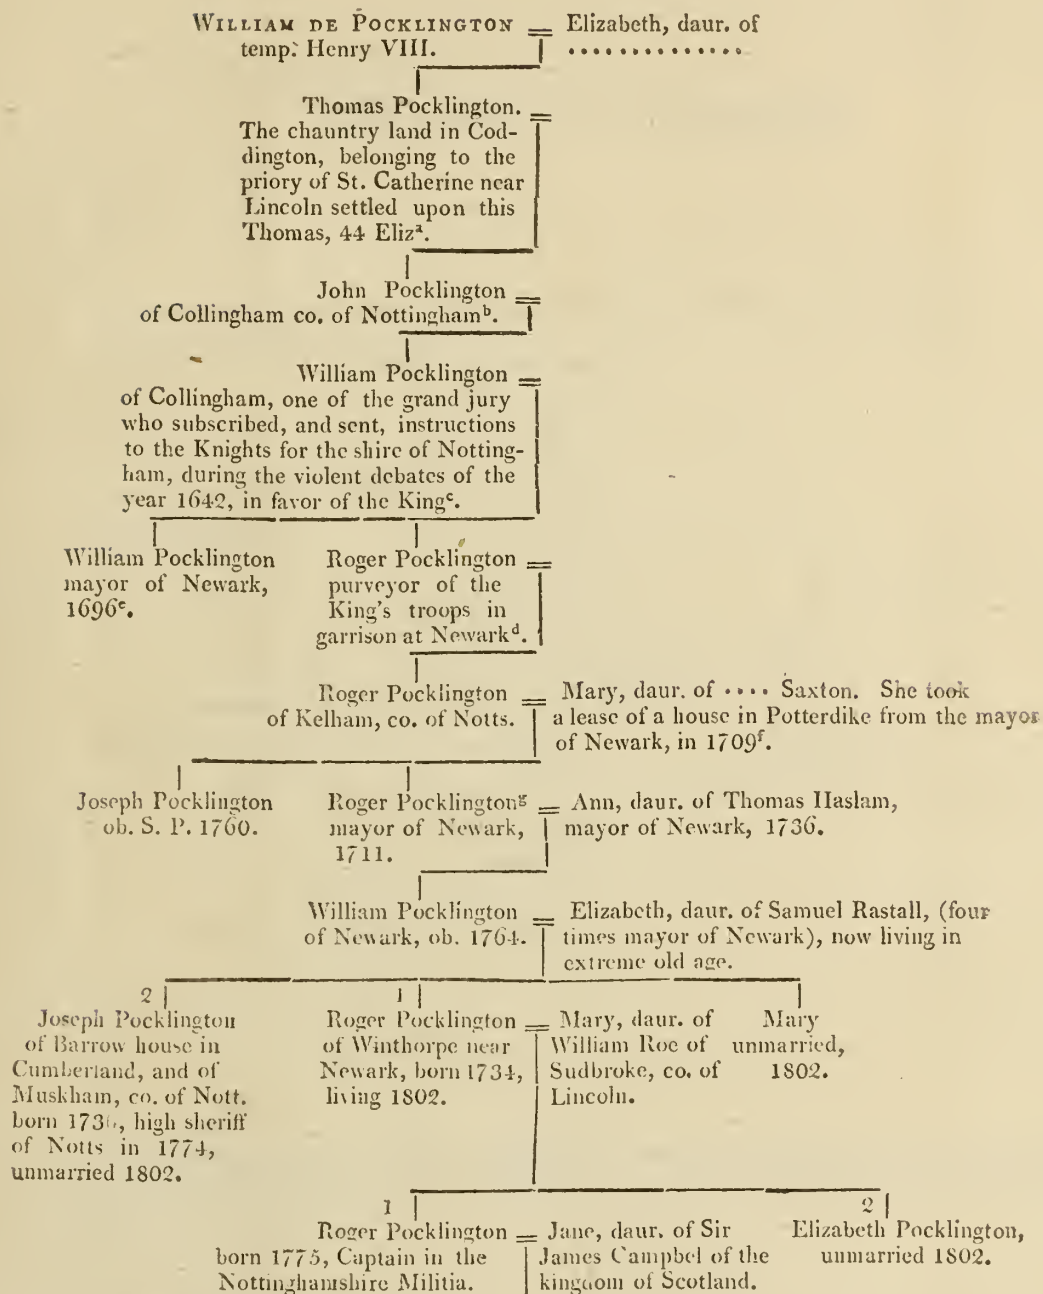 WILLIAM DE POCKLINGTON = Elizabeth, daur. of
temp: Henry VIII. ..............
Thomas Pocklington. =
The chauntry land in Cod-
dington, belonging to the
priory of St. Catherine near
Lincoln settled upon this
Thomas, 44 Elizᵃ.
John Pocklington =
of Collingham co. of Nottinghamᵇ.
William Pocklington =
of Collingham, one of the grand jury
who subscribed, and sent, instructions
to the Knights for the shire of Notting-
ham, during the violent debates of the
year 1642, in favor of the Kingᶜ.
William Pocklington
mayor of Newark,
1696ᵉ.
Roger Pocklington =
purveyor of the
King's troops in
garrison at Newarkᵈ.
Roger Pocklington =
of Kelham, co. of Notts.
Mary, daur. of .... Saxton. She took
a lease of a house in Potterdike from the mayor
of Newark, in 1709ᶠ.
Joseph Pocklington
ob. S. P. 1760.
Roger Pocklingtonᵍ =
mayor of Newark,
1711.
Ann, daur. of Thomas Haslam,
mayor of Newark, 1736.
William Pocklington =
of Newark, ob. 1764.
Elizabeth, daur. of Samuel Rastall, (four
times mayor of Newark), now living in
extreme old age.
2
Joseph Pocklington
of Barrow house in
Cumberland, and of
Muskham, co. of Nott.
born , high sheriff
of Notts in 1774,
unmarried 1802.
1
Roger Pocklington =
of Winthorpe near
Newark, born 1734,
living 1802.
Mary, daur. of
William Roe of
Sudbroke, co. of
Lincoln.
Mary
unmarried,
1802.
1
Roger Pocklington =
born 1775, Captain in the
Nottinghamshire Militia.
Jane, daur. of Sir
James Campbel of the
kingdom of Scotland.
2
Elizabeth Pocklington,
unmarried 1802.